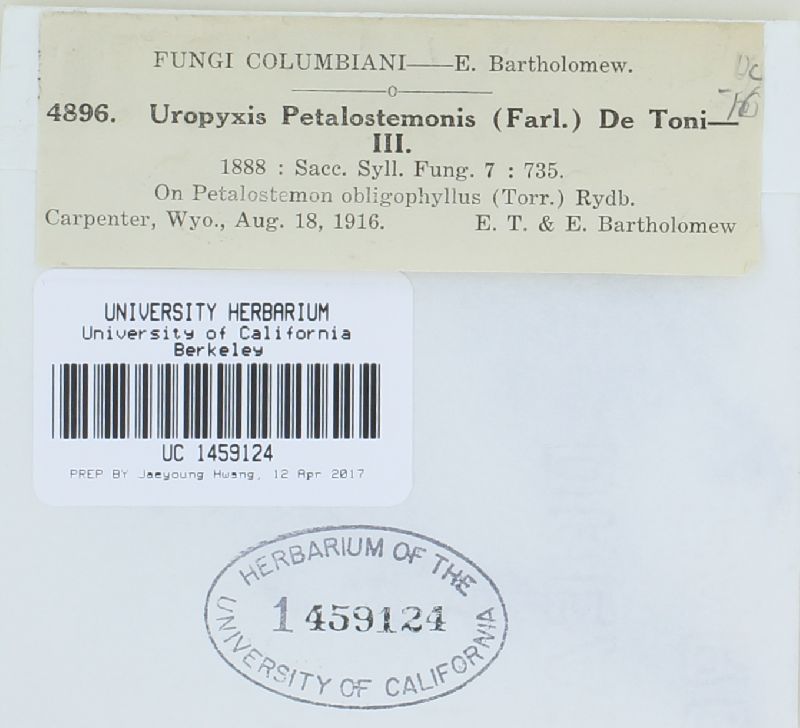 FUNGI COLUMBIANI——E. Bartholomew.
4896. Uropyxis Petalostemonis (Farl.) De Toni—
III.
1888 : Sacc. Syll. Fung. 7 : 735.
On Petalostemon obligophyllus (Torr.) Rydb.
Carpenter, Wyo., Aug. 18, 1916. E. T. & E. Bartholomew
UNIVERSITY HERBARIUM
University of California
Berkeley
UC 1459124
PREP BY Jaeyoung Hwang, 12 Apr 2017
HERBARIUM OF THE
1459124
UNIVERSITY OF CALIFORNIA